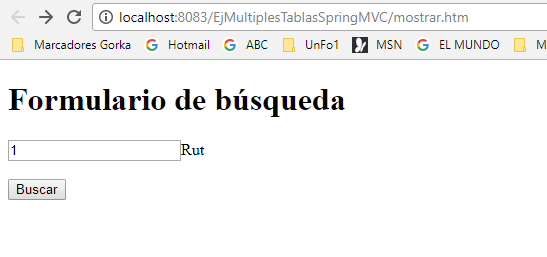 localhost:8083/EjMultiplesTablasSpringMVC/mostrar.htm
Marcadores Gorka Hotmail ABC UnFo1 MSN EL MUNDO M
Formulario de búsqueda
1 Rut
Buscar